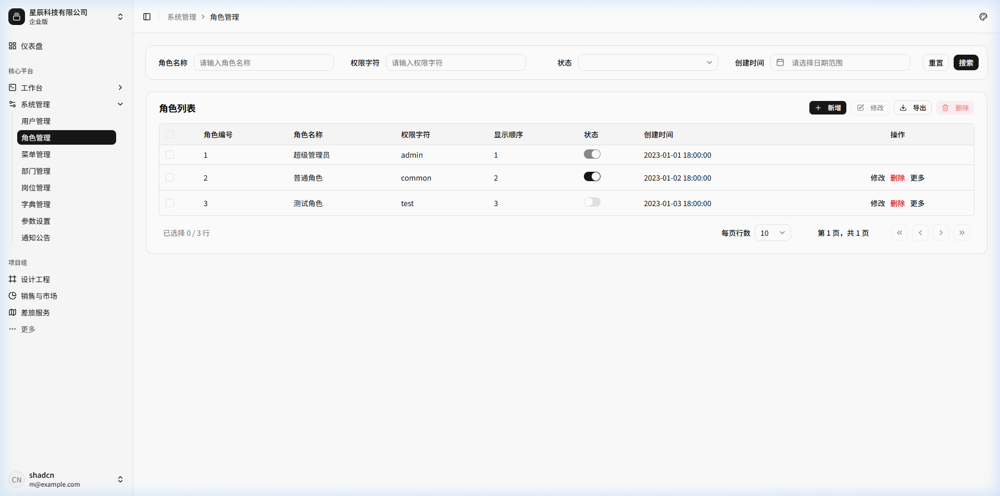 星辰科技有限公司
企业版
仪表盘
核心平台
工作台
系统管理
用户管理
角色管理
菜单管理
部门管理
岗位管理
字典管理
参数设置
通知公告
项目组
设计工程
销售与市场
差旅服务
更多
CN
shadcn
m@example.com
系统管理 角色管理
角色名称 请输入角色名称 权限字符 请输入权限字符 状态 创建时间 请选择日期范围 重置 搜索
角色列表 新增 修改 导出 删除
角色编号 角色名称 权限字符 显示顺序 状态 创建时间 操作
1 超级管理员 admin 1 2023-01-01 18:00:00
2 普通角色 common 2 2023-01-02 18:00:00 修改 删除 更多
3 测试角色 test 3 2023-01-03 18:00:00 修改 删除 更多
已选择 0 / 3 行 每页行数 10 第 1 页，共 1 页